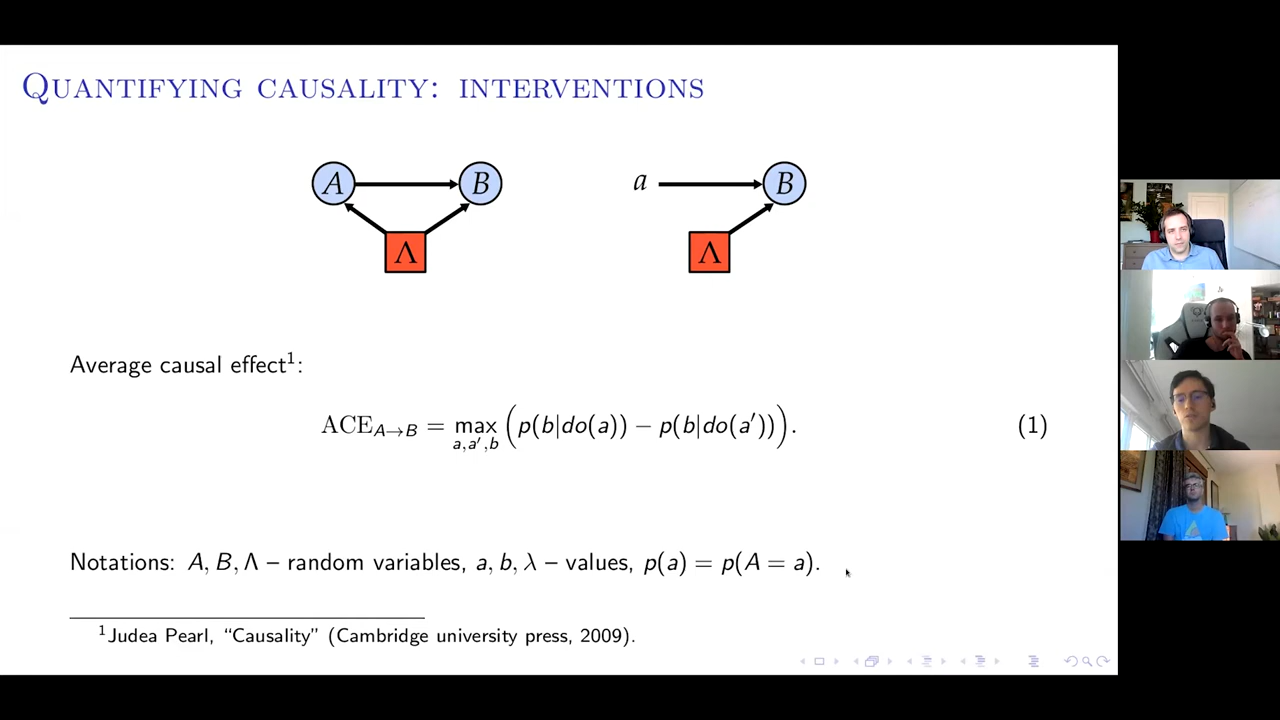 Quantifying causality: interventions
A B a B
Λ Λ
Average causal effect¹:
ACE_{A→B} = max_{a,a′,b} (p(b|do(a)) − p(b|do(a′))). (1)
Notations: A, B, Λ – random variables, a, b, λ – values, p(a) = p(A = a).
¹Judea Pearl, “Causality” (Cambridge university press, 2009).